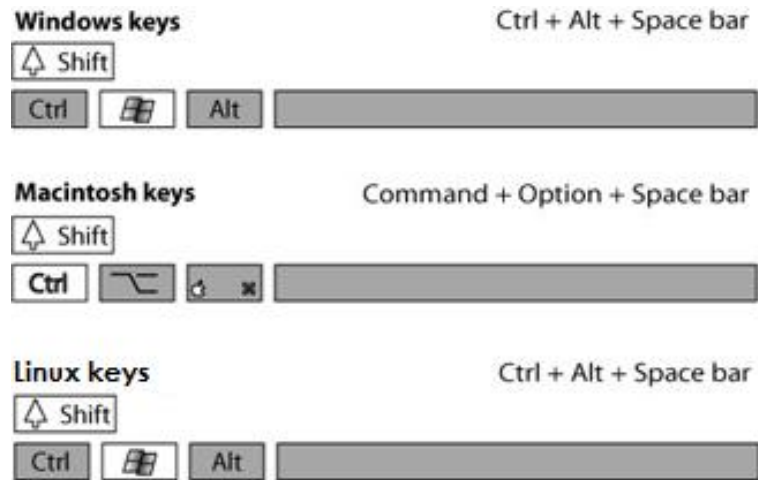 Windows keys Ctrl + Alt + Space bar
Shift
Ctrl Alt
Macintosh keys Command + Option + Space bar
Shift
Ctrl
Linux keys Ctrl + Alt + Space bar
Shift
Ctrl Alt